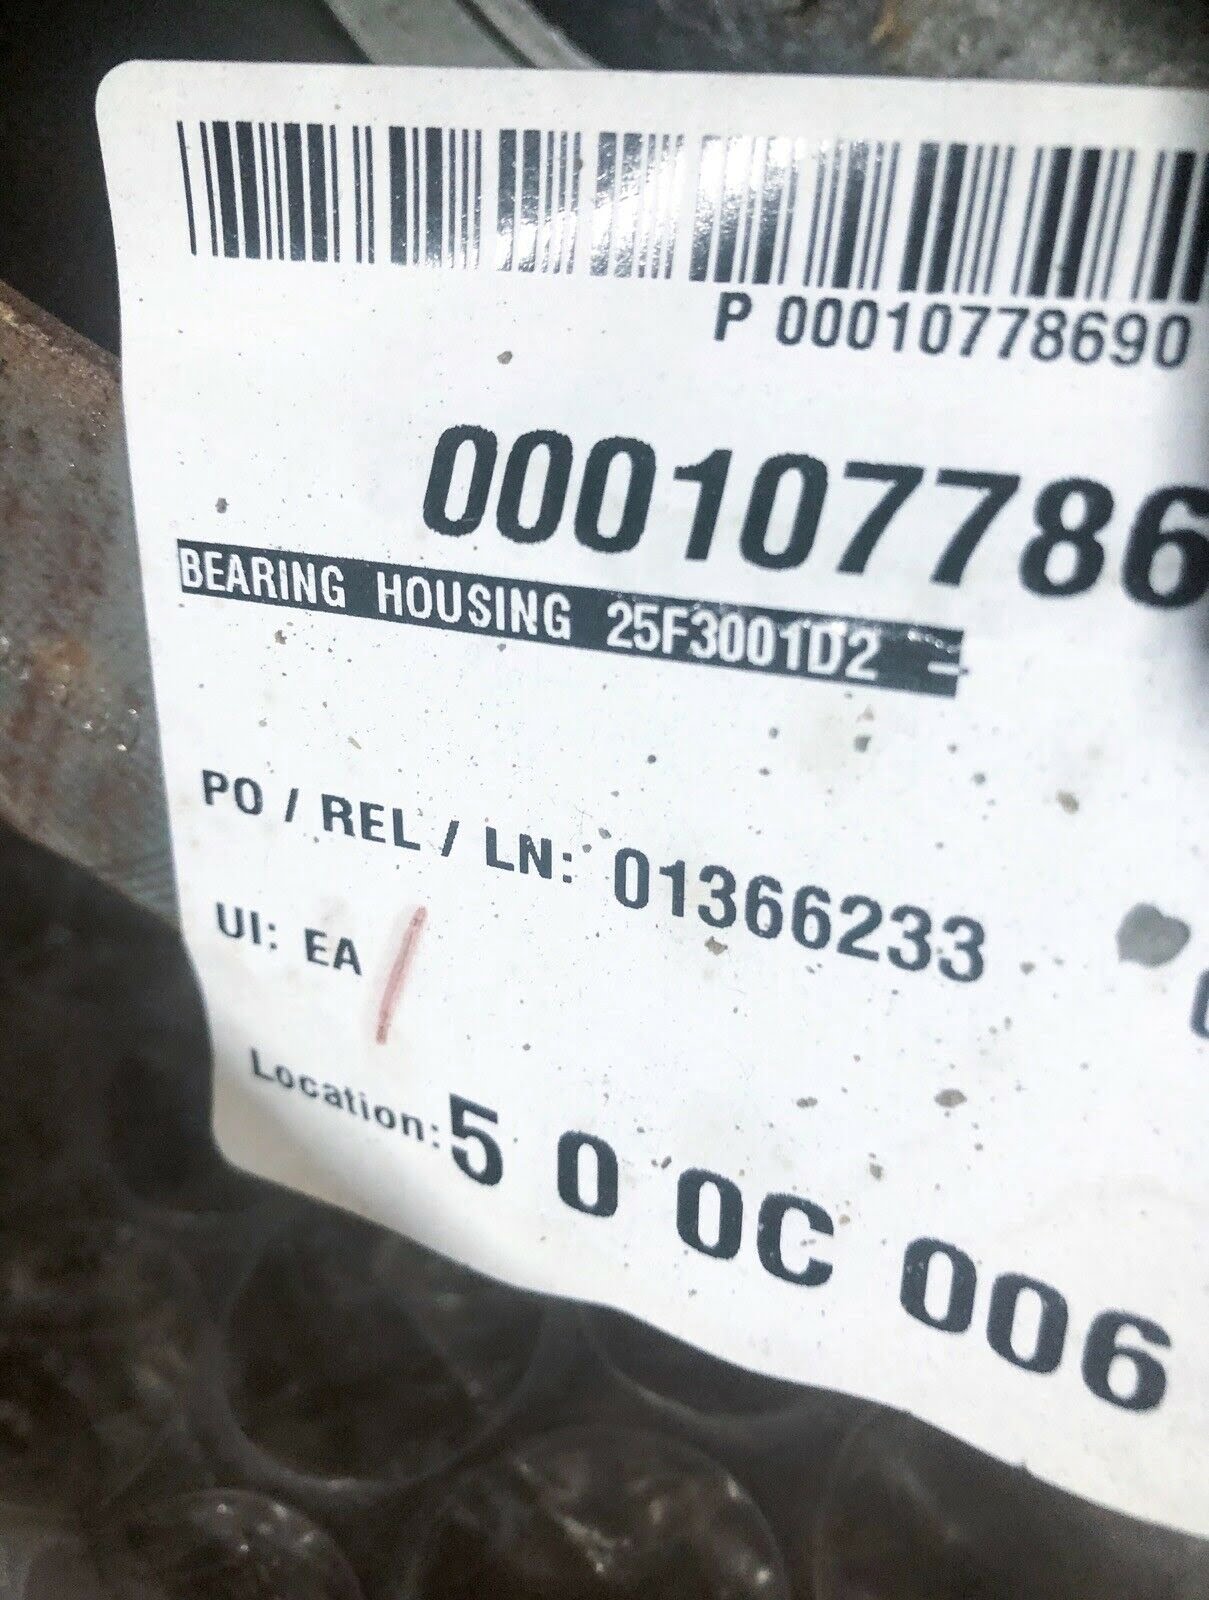 P 00010778690
000107786
BEARING HOUSING 25F3001D2 -
PO / REL / LN: 01366233
UI: EA /
Location: 5 0 0C 006